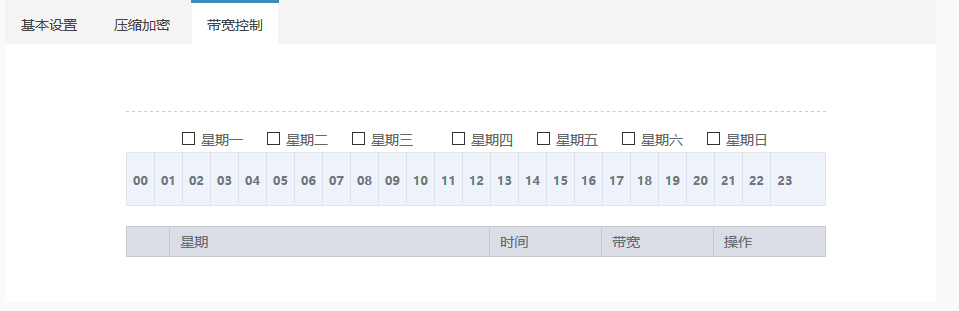 基本设置 压缩加密 带宽控制
星期一 星期二 星期三 星期四 星期五 星期六 星期日
00 01 02 03 04 05 06 07 08 09 10 11 12 13 14 15 16 17 18 19 20 21 22 23
星期 时间 带宽 操作